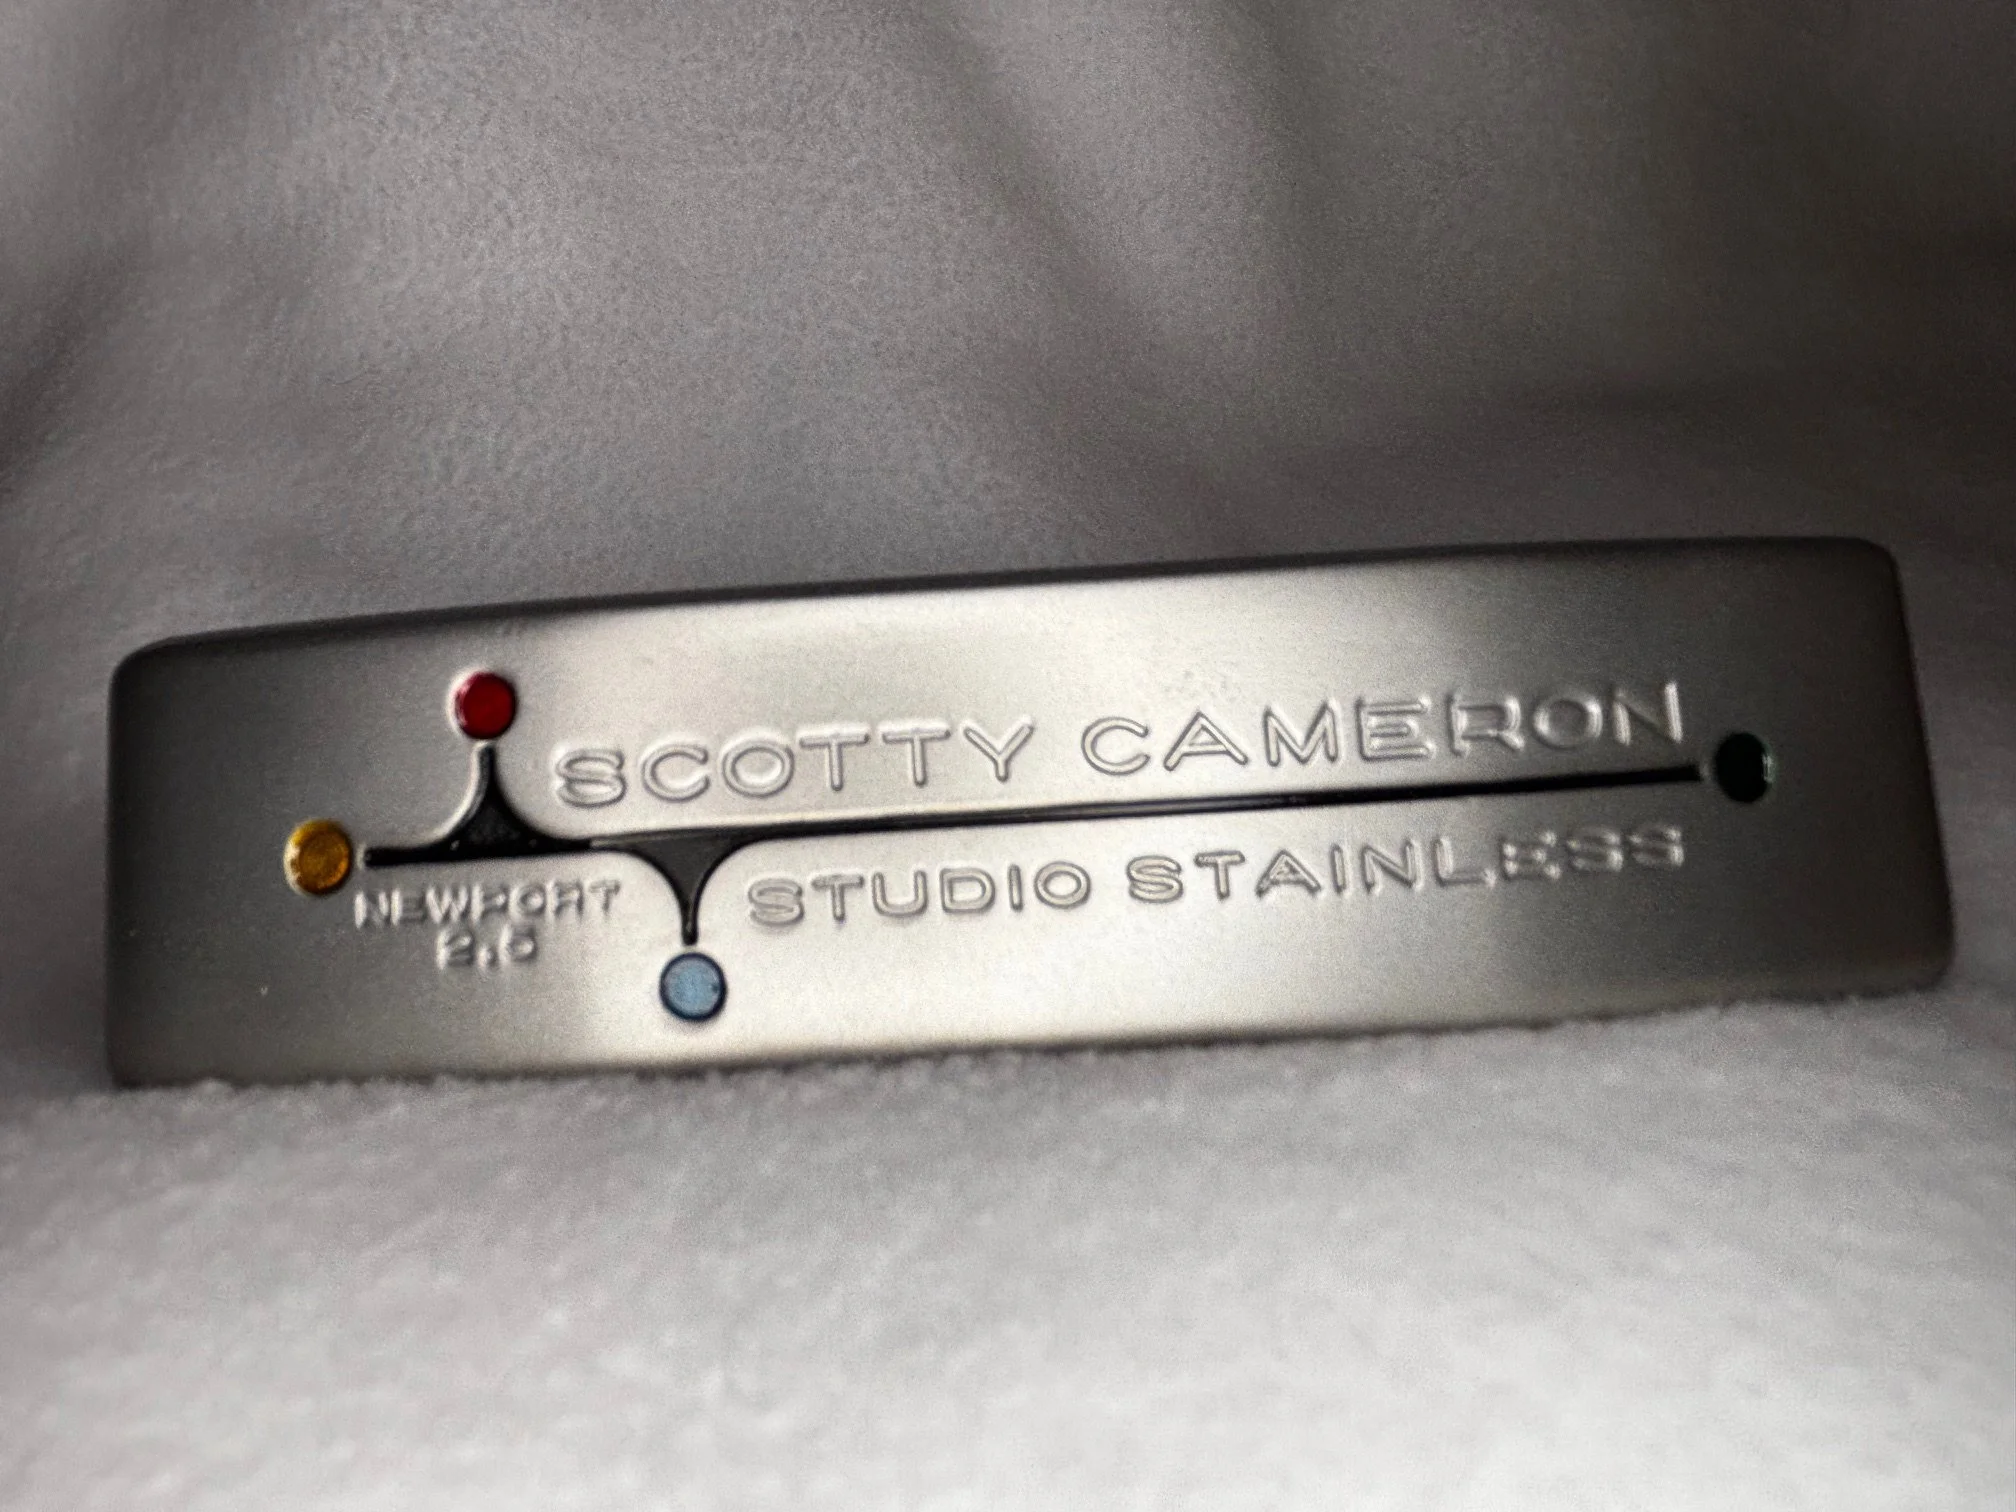 SCOTTY CAMERON
STUDIO STAINLESS
NEWPORT
2.5